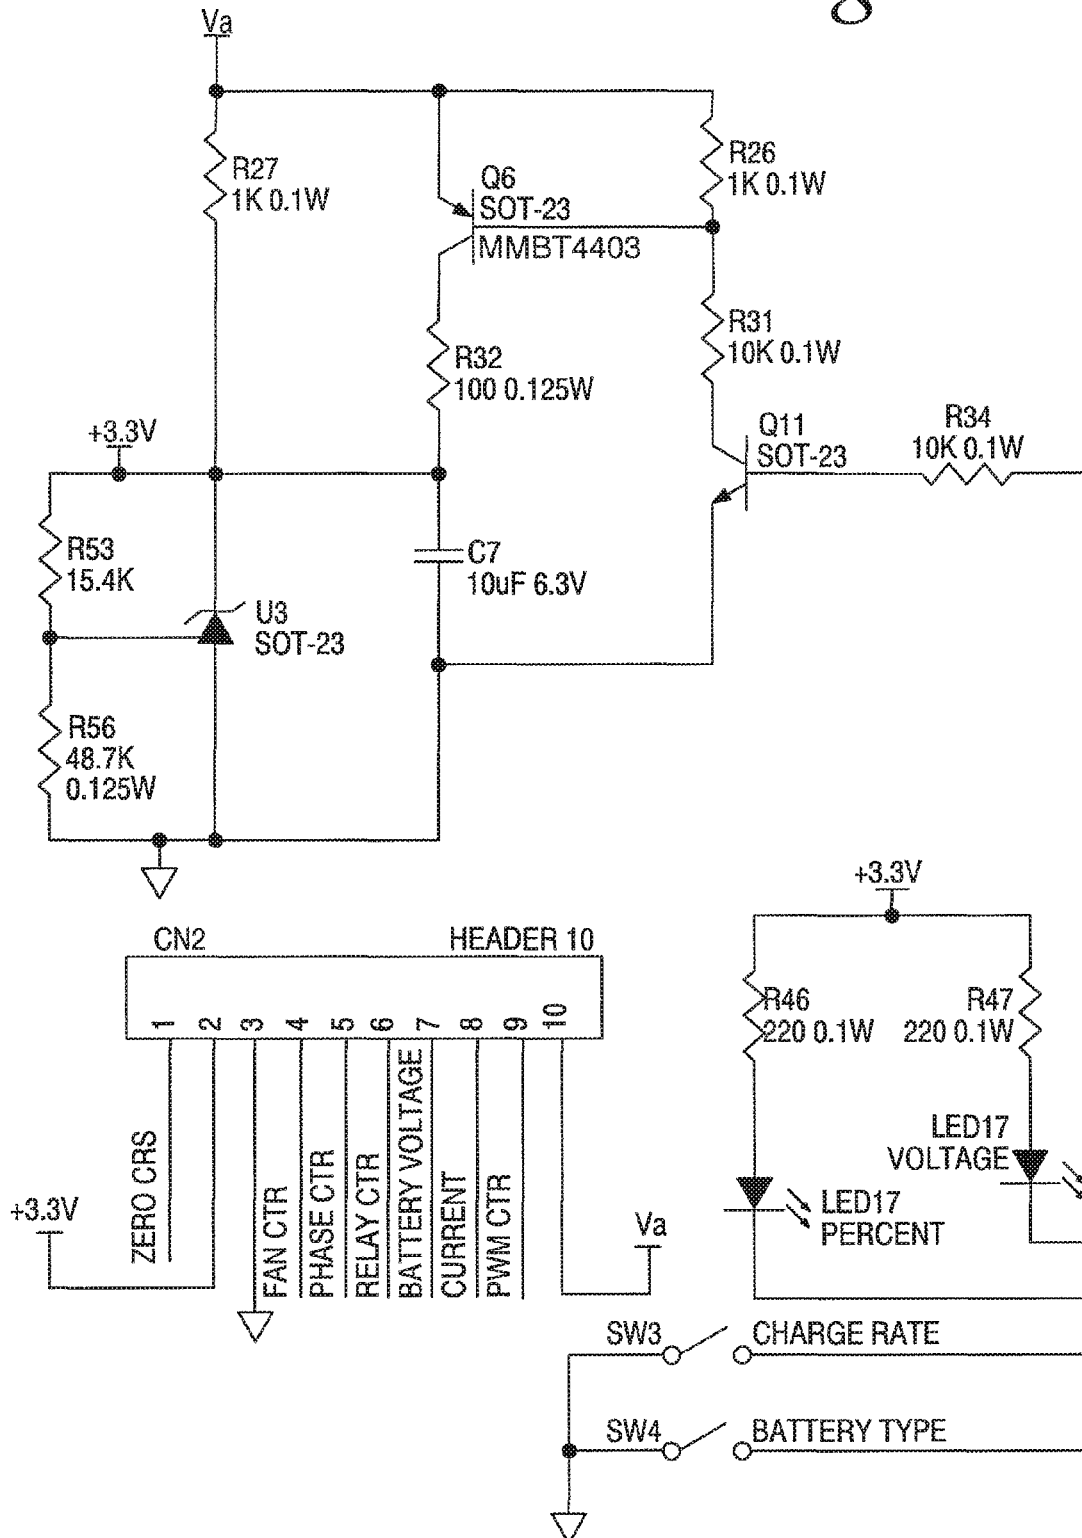 8
Va
R27
1K 0.1W
Q6
SOT-23
MMBT4403
R26
1K 0.1W
R32
100 0.125W
R31
10K 0.1W
+3.3V
Q11
SOT-23
R34
10K 0.1W
R53
15.4K
C7
10uF 6.3V
U3
SOT-23
R56
48.7K
0.125W
+3.3V
CN2
HEADER 10
1
2
3
4
5
6
7
8
9
10
R46
220 0.1W
R47
220 0.1W
ZERO CRS
FAN CTR
PHASE CTR
RELAY CTR
BATTERY VOLTAGE
CURRENT
PWM CTR
+3.3V
Va
LED17
VOLTAGE
LED17
PERCENT
SW3
CHARGE RATE
SW4
BATTERY TYPE